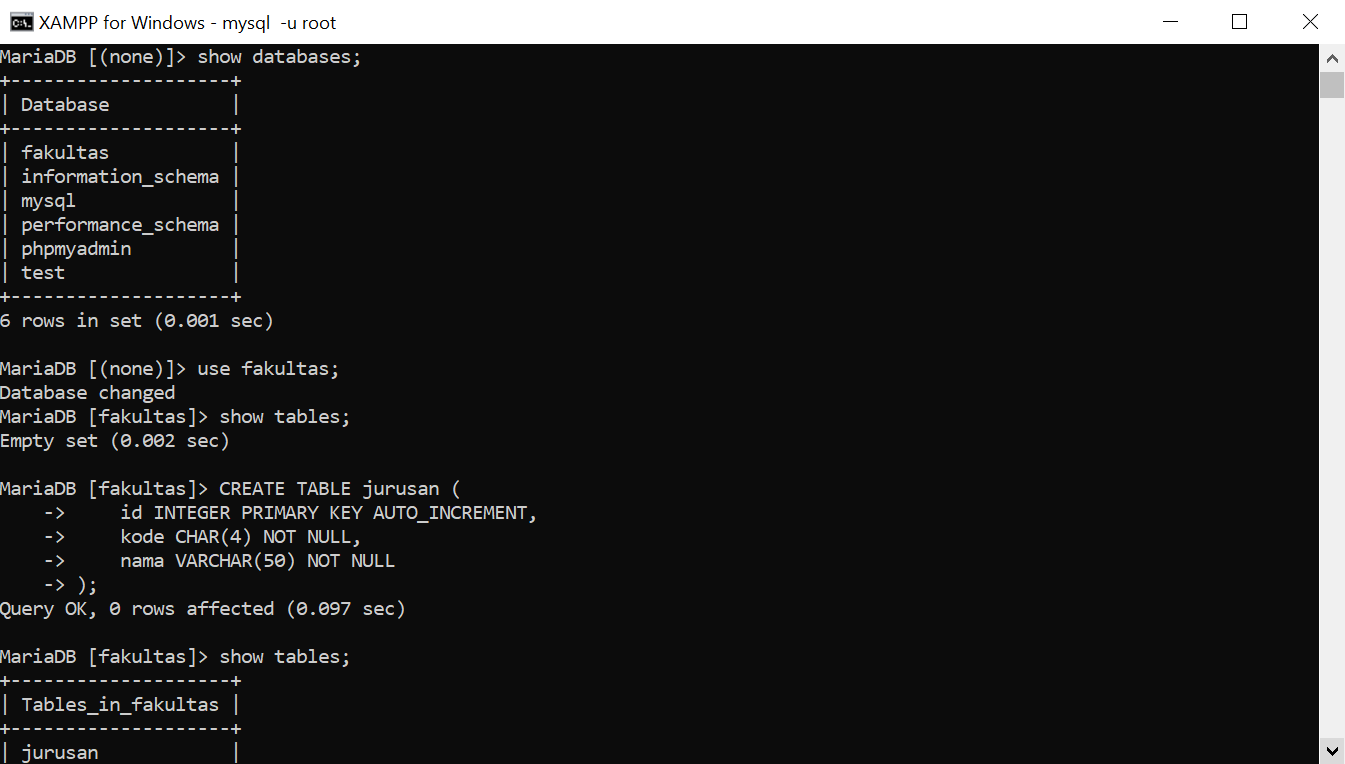 XAMPP for Windows - mysql  -u root
MariaDB [(none)]> show databases;
+--------------------+
| Database           |
+--------------------+
| fakultas           |
| information_schema |
| mysql              |
| performance_schema |
| phpmyadmin         |
| test               |
+--------------------+
6 rows in set (0.001 sec)

MariaDB [(none)]> use fakultas;
Database changed
MariaDB [fakultas]> show tables;
Empty set (0.002 sec)

MariaDB [fakultas]> CREATE TABLE jurusan (
    ->     id INTEGER PRIMARY KEY AUTO_INCREMENT,
    ->     kode CHAR(4) NOT NULL,
    ->     nama VARCHAR(50) NOT NULL
    -> );
Query OK, 0 rows affected (0.097 sec)

MariaDB [fakultas]> show tables;
+--------------------+
| Tables_in_fakultas |
+--------------------+
| jurusan            |